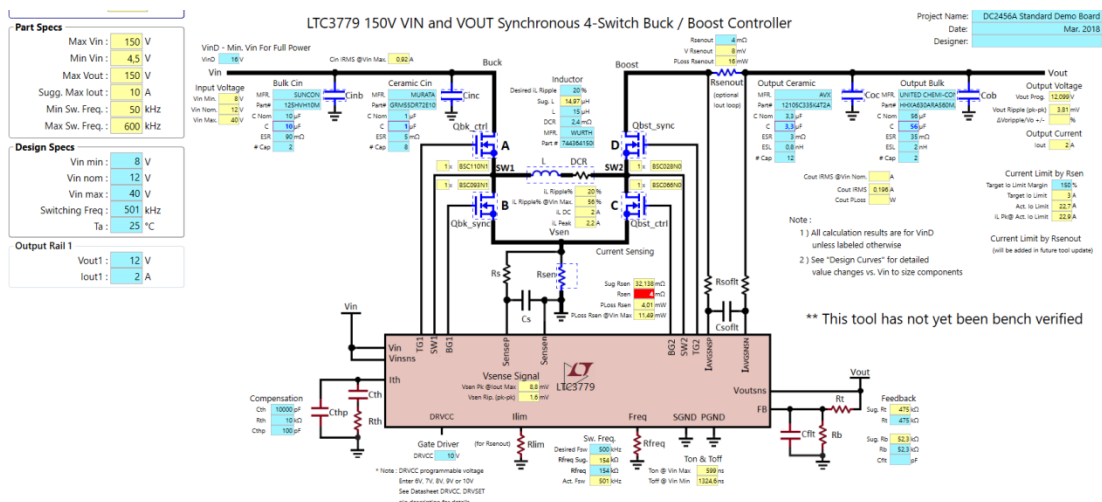 LTC3779 150V VIN and VOUT Synchronous 4-Switch Buck / Boost Controller
Project Name: DC2456A Standard Demo Board
Date: Mar. 2018
Designer:
Part Specs
Max Vin : 150 V
Min Vin : 4,5 V
Max Vout : 150 V
Sugg. Max Iout : 10 A
Min Sw. Freq. : 50 kHz
Max Sw. Freq. : 600 kHz
Design Specs
Vin min : 8 V
Vin nom : 12 V
Vin max : 40 V
Switching Freq : 501 kHz
Ta : 25 °C
Output Rail 1
Vout1 : 12 V
Iout1 : 2 A
VinD - Min. Vin For Full Power
VinD 16 V
Cin IRMS @Vin Max. 0,92 A
Vin
Input Voltage
Vin Min. 8 V
Vin Nom. 12 V
Vin Max. 40 V
Bulk Cin
MFR. SUNCON
Part# 125HVH10M
C Nom 10 µF
C 10 µF
ESR 90 mΩ
# Cap 2
Cinb
Ceramic Cin
MFR. MURATA
Part# GRM55DR72E10
C Nom 1 µF
C 1 µF
ESR 5 mΩ
# Cap 8
Cinc
Buck
Qbk_ctrl
A
SW1
1 x BSC110N1
1 x BSC093N1
B
Qbk_sync
Inductor
Desired iL Ripple 20 %
Sug. L 14,97 µH
L 15 µH
DCR 2,4 mΩ
MFR. WURTH
Part# 744364150
L
DCR
iL Ripple% 20 %
iL Ripple% @Vin Max. 56 %
iL DC 2 A
iL Peak 2,2 A
Boost
Qbst_sync
D
SW2
1 x BSC028N0
1 x BSC066N0
C
Qbst_ctrl
Rsenout 4 mΩ
V Rsenout 8 mV
PLoss Rsenout 16 mW
Rsenout
(optional
iout loop)
Output Ceramic
MFR. AVX
Part# 12105C335K4T2A
C Nom 3,3 µF
C 3,3 µF
ESR 3 mΩ
ESL 0,8 nH
# Cap 12
Coc
Output Bulk
MFR. UNITED CHEMI-CON
Part# HHXA630ARA560MJ
C Nom 56 µF
C 56 µF
ESR 35 mΩ
ESL 2 nH
# Cap 2
Cob
Vout
Output Voltage
Vout Prog. 12,099 V
Vout Ripple (pk-pk) 3,81 mV
ΔVripple/Vo +/- %
Output Current
Iout 2 A
Cout IRMS @Vin Nom. A
Cout IRMS 0,196 A
Cout PLoss W
Current Limit by Rsen
Target Io Limit Margin 150 %
Target Io Limit 3 A
Act. Io Limit 22,7 A
iL Pk@ Act. Io Limit 22,9 A
Current Limit by Rsenout
(will be added in future tool update)
Note :
1 ) All calculation results are for VinD
unless labeled otherwise
2 ) See "Design Curves" for detailed
value changes vs. Vin to size components
** This tool has not yet been bench verified
Vsen
Rs
Rsen
Cs
Current Sensing
Sug Rsen 32,138 mΩ
Rsen 4 mΩ
PLoss Rsen 4,01 mW
PLoss Rsen @Vin Max 11,49 mW
Rsoflt
Csoflt
Vin
Vin
Vinsns
TG1
SW1
BG1
SenseP
SenseN
BG2
SW2
TG2
IAVGSNSP
IAVGSNSN
Ith
Vsense Signal
Vsen Pk @Iout Max 8,8 mV
Vsen Rip. (pk-pk) 1,6 mV
LTC3779
Voutsns
FB
Vout
DRVCC
Ilim
Freq
SGND
PGND
Compensation
Cth 10000 pF
Rth 10 kΩ
Cthp 100 pF
Cthp
Cth
Rth
Gate Driver
DRVCC 10 V
* Note : DRVCC programmable voltage
Enter 6V, 7V, 8V, 9V or 10V
See Datasheet DRVCC, DRVSET
(for Rsenout)
Rlim
Sw. Freq.
Desired Fsw 500 kHz
Rfreq Sug. 154 kΩ
Rfreq 154 kΩ
Act. Fsw 501 kHz
Rfreq
Ton & Toff
Ton @ Vin Max 599 ns
Toff @ Vin Min 1324,6 ns
Rt
Cflt
Rb
Feedback
Sug. Rt 475 kΩ
Rt 475 kΩ
Sug. Rb 52,3 kΩ
Rb 52,3 kΩ
Cflt pF